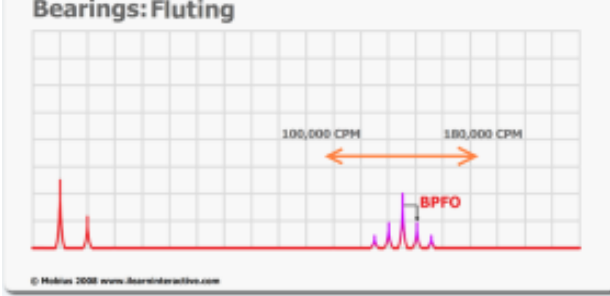 Bearings: Fluting
100,000 CPM
180,000 CPM
BPFO
© Mobius 2008 www.ilearninteractive.com